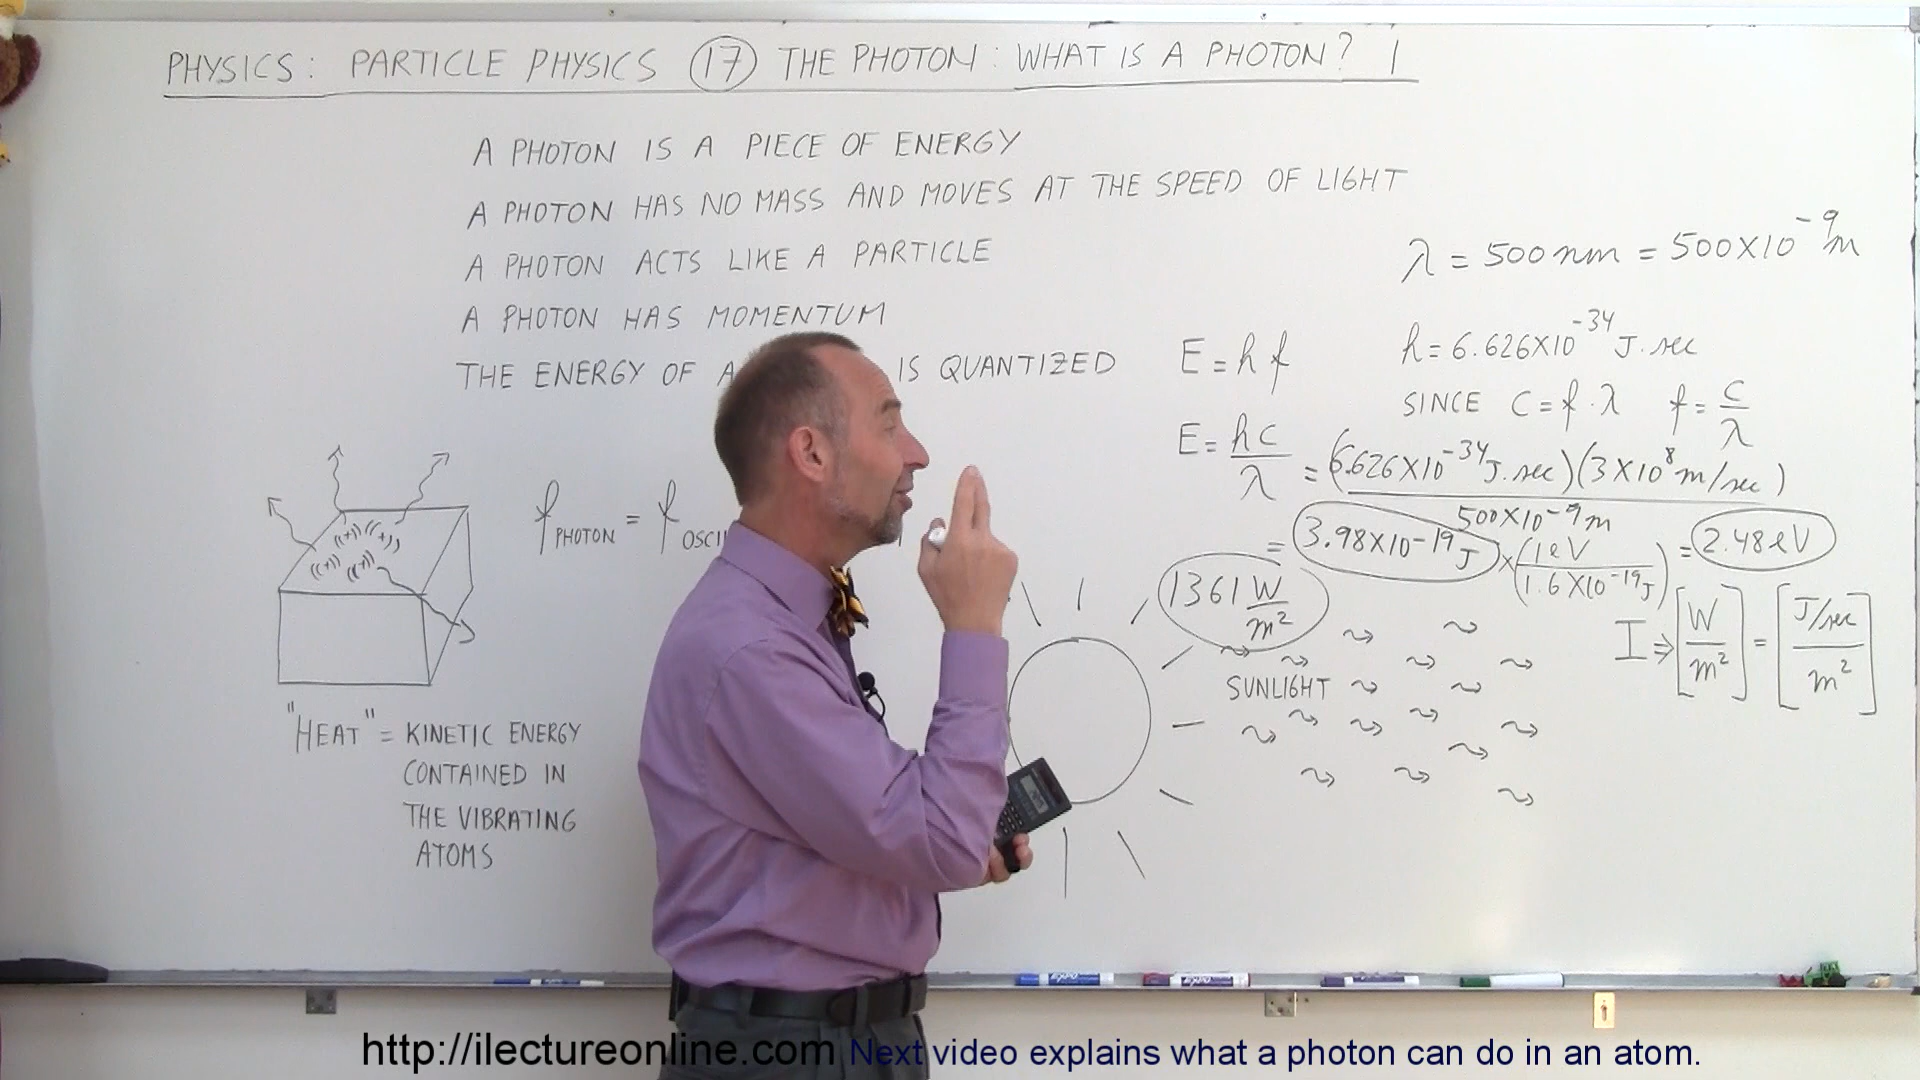 PHYSICS: PARTICLE PHYSICS 17 THE PHOTON: WHAT IS A PHOTON? 1
A PHOTON IS A PIECE OF ENERGY
A PHOTON HAS NO MASS AND MOVES AT THE SPEED OF LIGHT
A PHOTON ACTS LIKE A PARTICLE
A PHOTON HAS MOMENTUM
THE ENERGY OF A IS QUANTIZED
f PHOTON = f OSCI
"HEAT" = KINETIC ENERGY
CONTAINED IN
THE VIBRATING
ATOMS
λ = 500 nm = 500×10⁻⁹ m
E = h f
h = 6.626×10⁻³⁴ J·sec
SINCE C = f·λ f = C/λ
E = hc/λ = (6.626×10⁻³⁴ J·sec)(3×10⁸ m/sec)
500×10⁻⁹ m
= 3.98×10⁻¹⁹ J × (1eV / 1.6×10⁻¹⁹ J) = 2.48 eV
1361 W/m²
I ⇒ [W/m²] = [J/sec / m²]
SUNLIGHT
http://ilectureonline.com Next video explains what a photon can do in an atom.